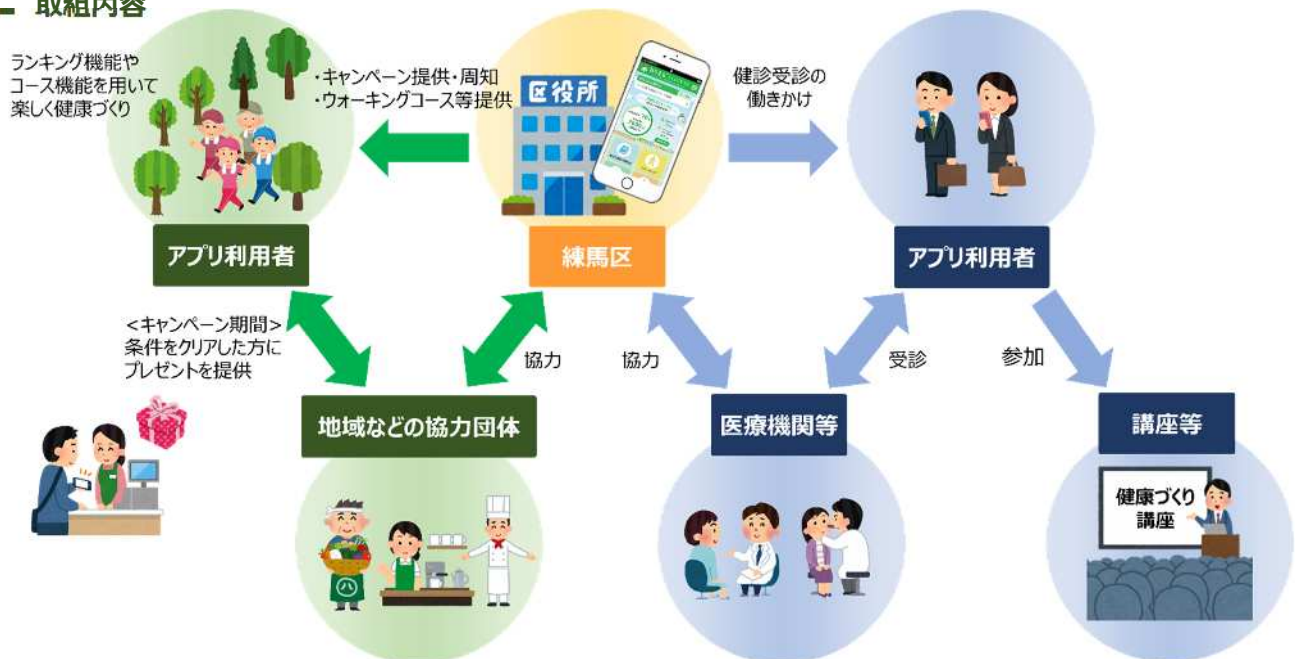 取組内容
ランキング機能や
コース機能を用いて
楽しく健康づくり
・キャンペーン提供・周知
・ウォーキングコース等提供
区役所
健診受診の
働きかけ
アプリ利用者
練馬区
アプリ利用者
<キャンペーン期間>
条件をクリアした方に
プレゼントを提供
協力
協力
受診
参加
地域などの協力団体
医療機関等
講座等
健康づくり
講座
八